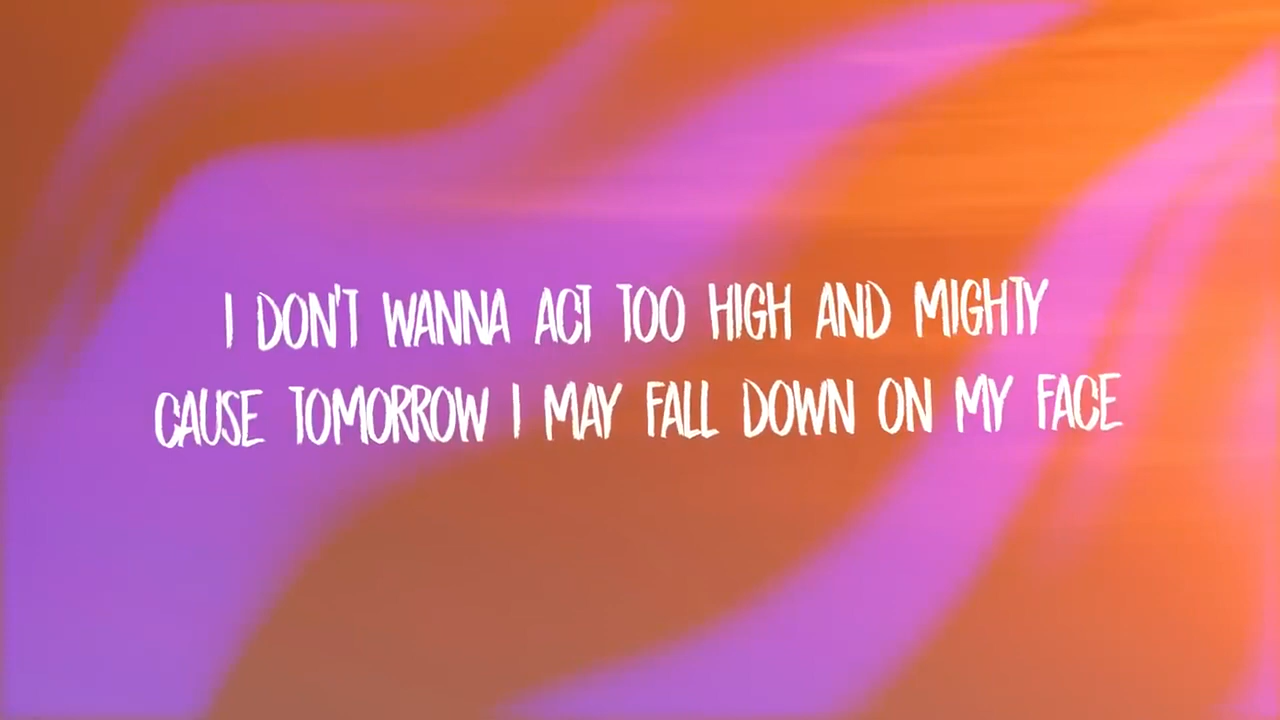 I DON'T WANNA ACT TOO HIGH AND MIGHTY
CAUSE TOMORROW I MAY FALL DOWN ON MY FACE